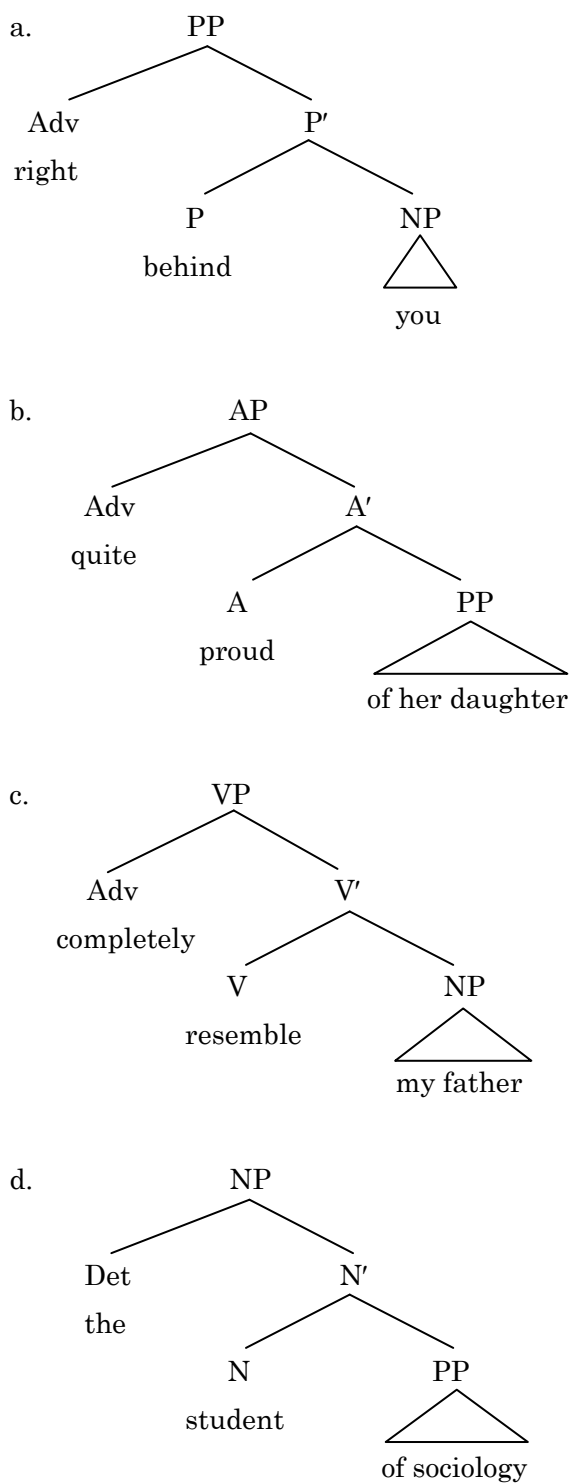 a. PP
Adv P′
right
P NP
behind
you
b. AP
Adv A′
quite
A PP
proud
of her daughter
c. VP
Adv V′
completely
V NP
resemble
my father
d. NP
Det N′
the
N PP
student
of sociology